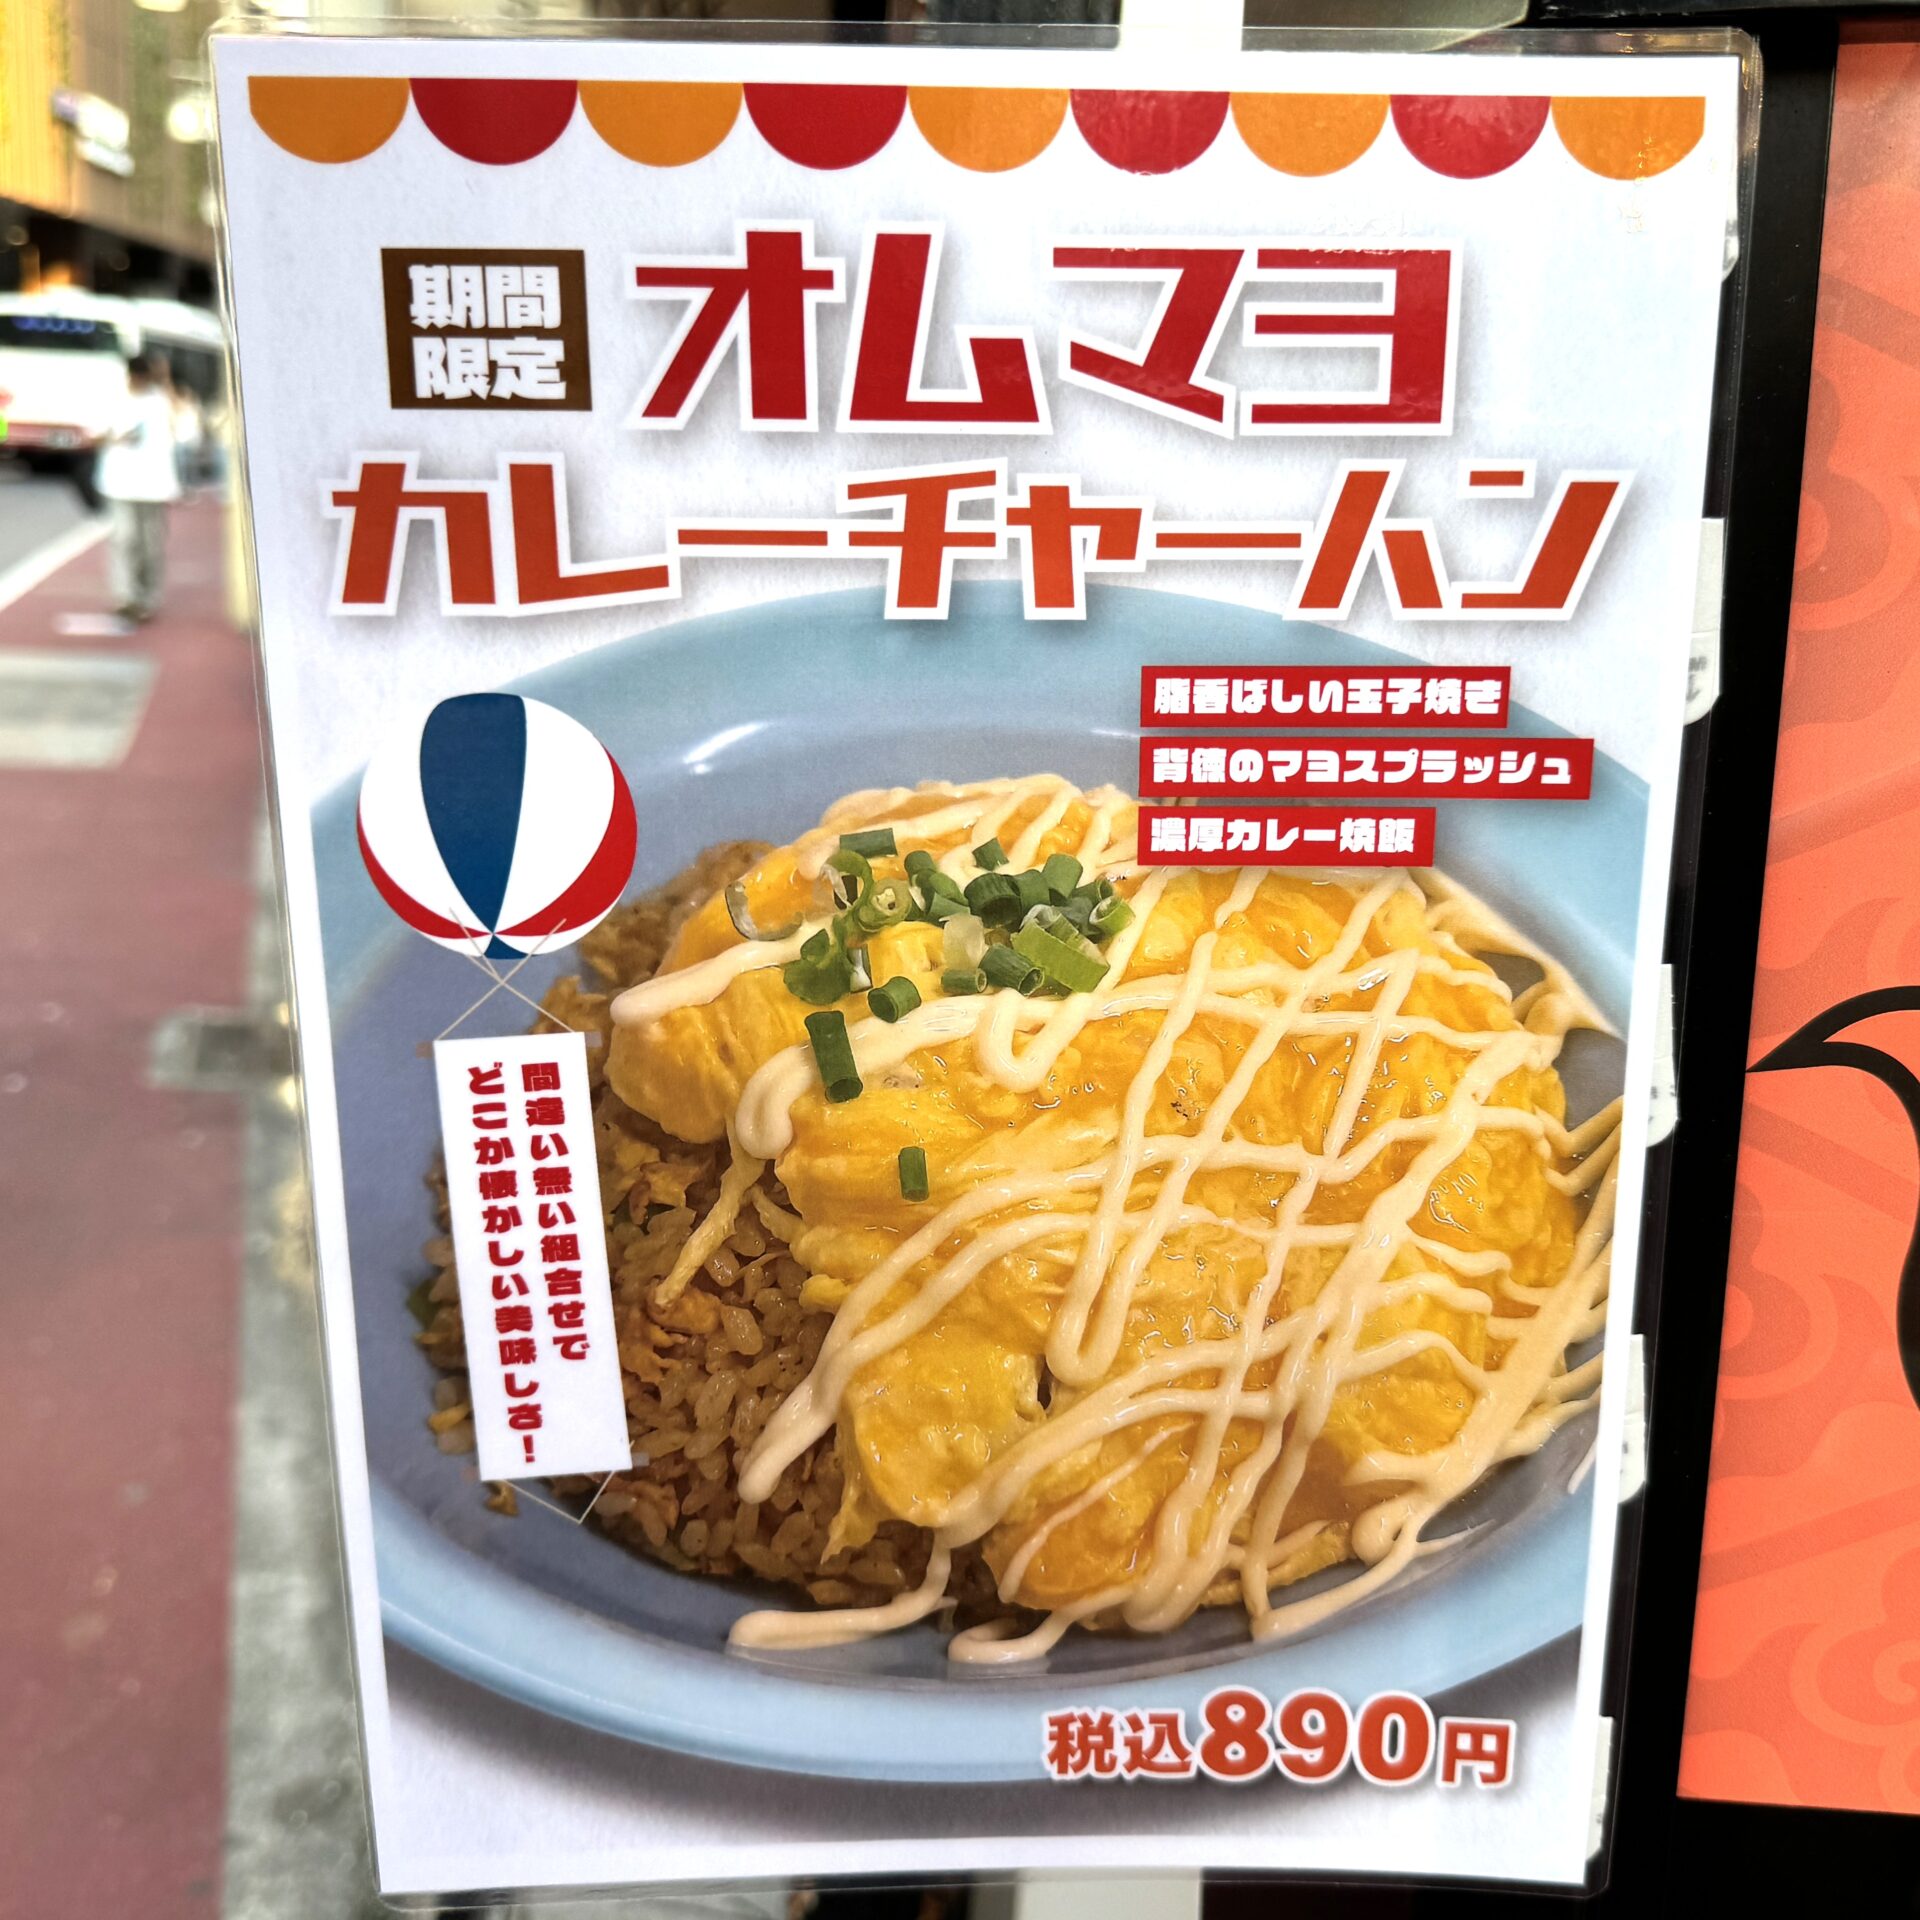 期間
限定
オムマヨ
カレーチャーハン
脂香ばしい玉子焼き
背徳のマヨスプラッシュ
濃厚カレー焼飯
間違い無い組合せで
どこか懐かしい美味しさ！
税込890円